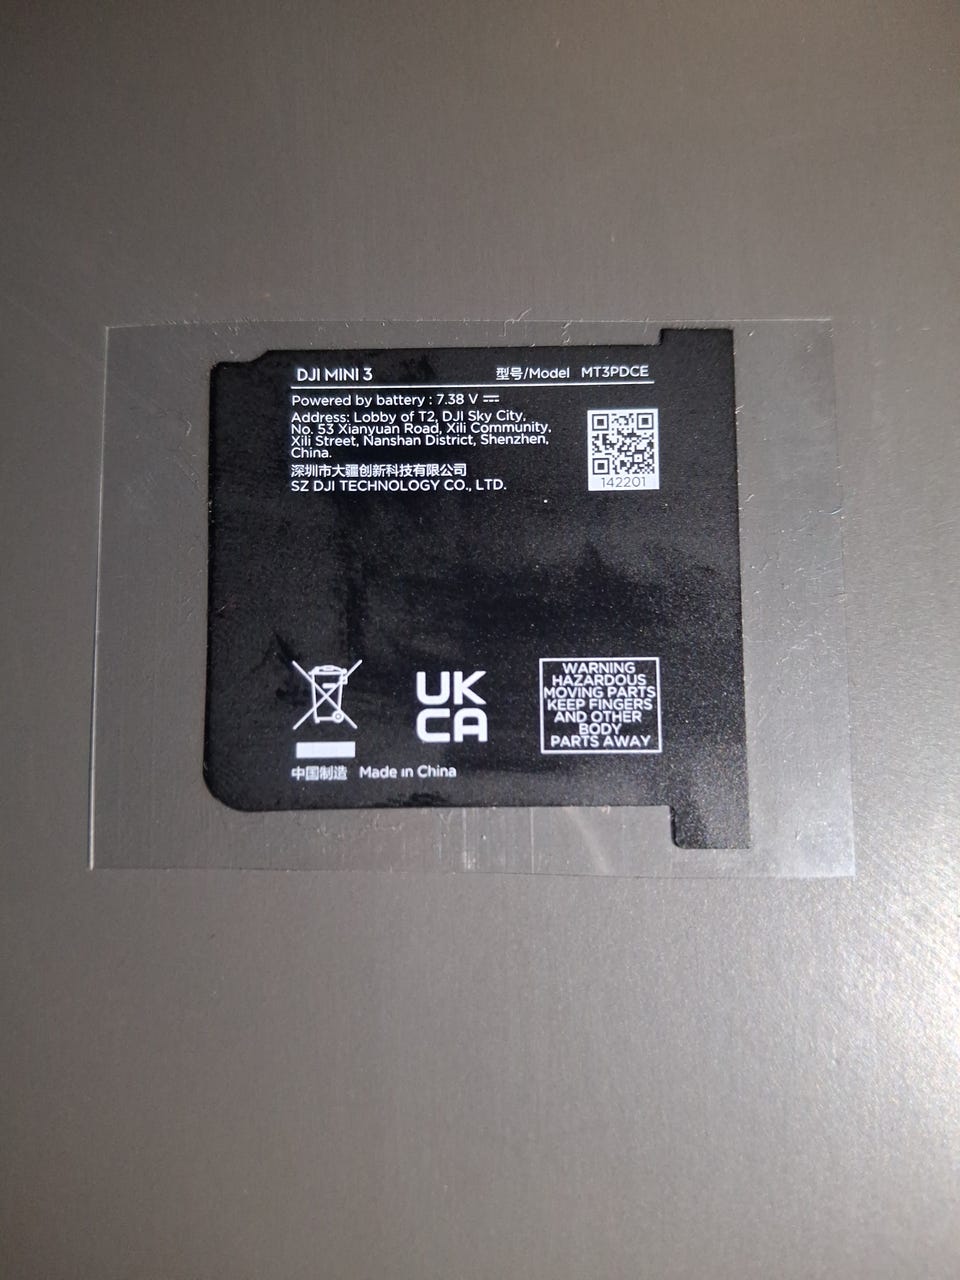 DJI MINI 3 型号/Model MT3PDCE
Powered by battery : 7.38 V ⎓
Address: Lobby of T2, DJI Sky City,
No. 53 Xianyuan Road, Xili Community,
Xili Street, Nanshan District, Shenzhen,
China.
深圳市大疆创新科技有限公司
SZ DJI TECHNOLOGY CO., LTD.
142201
UK
CA
WARNING
HAZARDOUS
MOVING PARTS
KEEP FINGERS
AND OTHER
BODY
PARTS AWAY
中国制造 Made in China